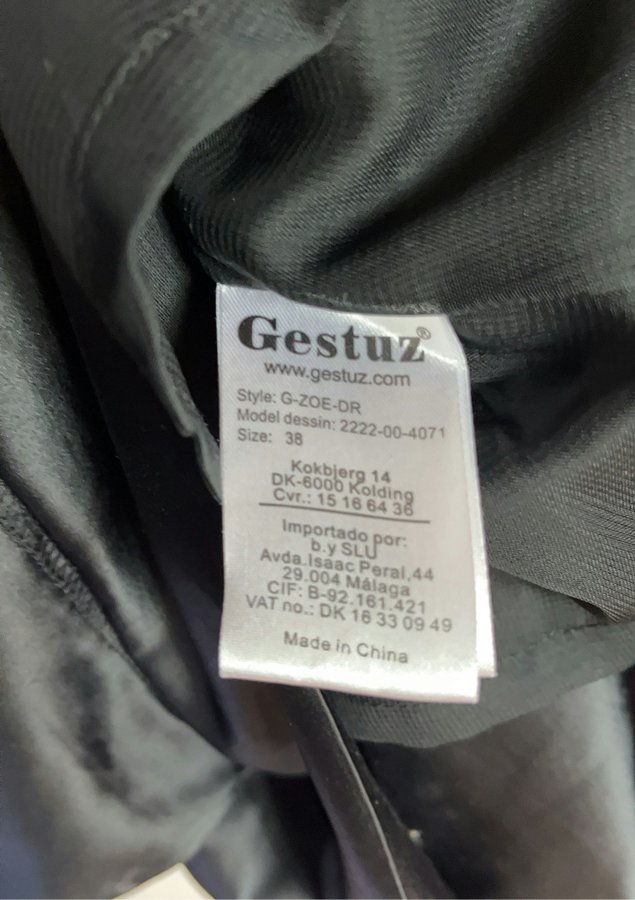 Gestuz®
www.gestuz.com
Style: G-ZOE-DR
Model dessin: 2222-00-4071
Size: 38
Kokbjerg 14
DK-6000 Kolding
Cvr.: 15 16 64 36
Importado por:
b.y SLU
Avda.Isaac Peral,44
29.004 Málaga
CIF: B-92.161.421
VAT no.: DK 16 33 09 49
Made in China